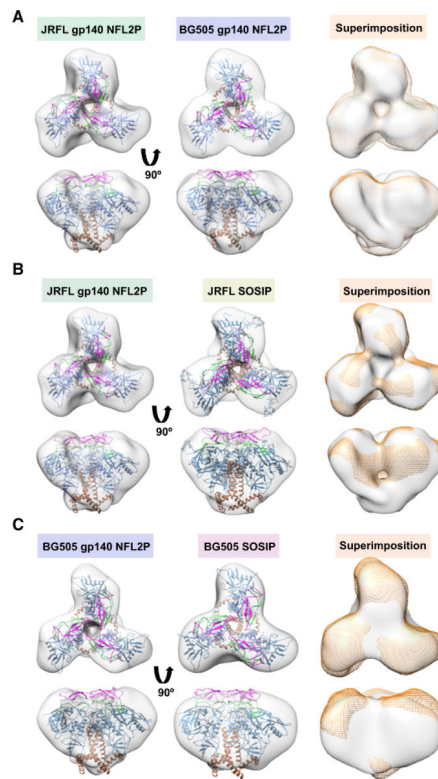 A
JRFL gp140 NFL2P BG505 gp140 NFL2P Superimposition
90º
B
JRFL gp140 NFL2P JRFL SOSIP Superimposition
90º
C
BG505 gp140 NFL2P BG505 SOSIP Superimposition
90º